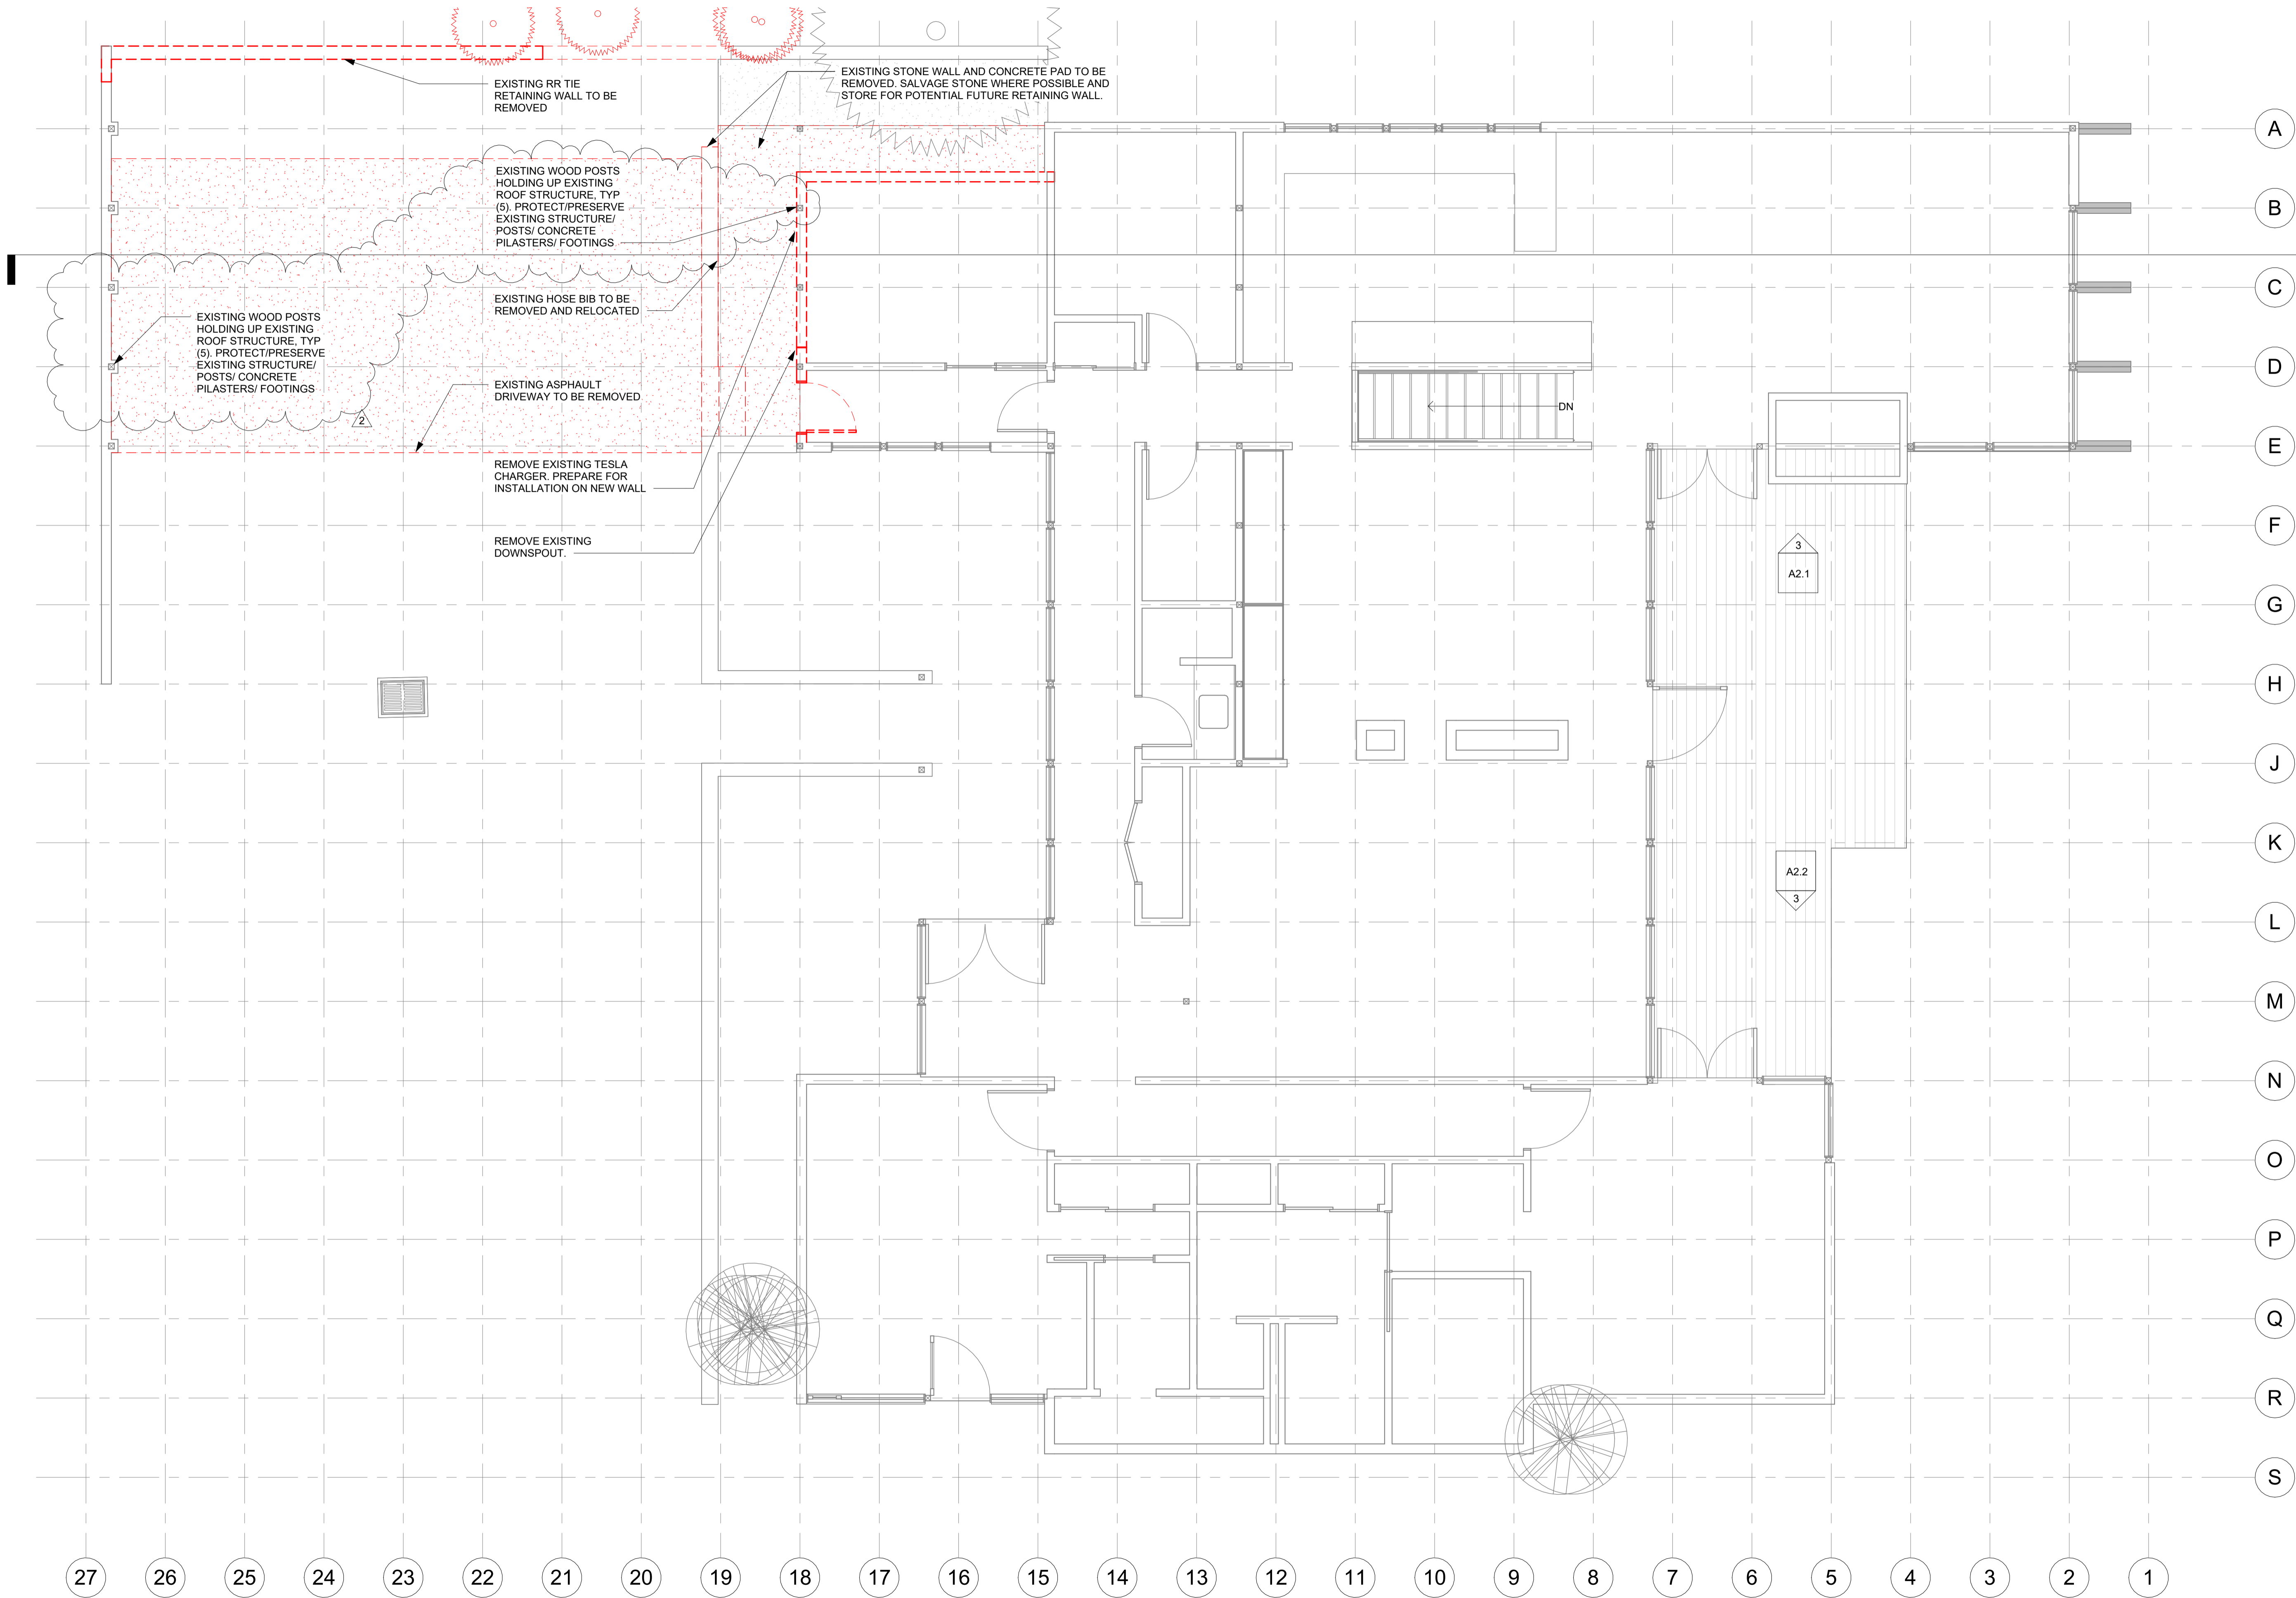 EXISTING RR TIE
RETAINING WALL TO BE
REMOVED
EXISTING STONE WALL AND CONCRETE PAD TO BE
REMOVED. SALVAGE STONE WHERE POSSIBLE AND
STORE FOR POTENTIAL FUTURE RETAINING WALL.
EXISTING WOOD POSTS
HOLDING UP EXISTING
ROOF STRUCTURE, TYP
(5). PROTECT/PRESERVE
EXISTING STRUCTURE/
POSTS/ CONCRETE
PILASTERS/ FOOTINGS
EXISTING HOSE BIB TO BE
REMOVED AND RELOCATED
EXISTING WOOD POSTS
HOLDING UP EXISTING
ROOF STRUCTURE, TYP
(5). PROTECT/PRESERVE
EXISTING STRUCTURE/
POSTS/ CONCRETE
PILASTERS/ FOOTINGS
2
EXISTING ASPHAULT
DRIVEWAY TO BE REMOVED
REMOVE EXISTING TESLA
CHARGER. PREPARE FOR
INSTALLATION ON NEW WALL
REMOVE EXISTING
DOWNSPOUT.
DN
3
A2.1
A2.2
3
A
B
C
D
E
F
G
H
J
K
L
M
N
O
P
Q
R
S
27 26 25 24 23 22 21 20 19 18 17 16 15 14 13 12 11 10 9 8 7 6 5 4 3 2 1